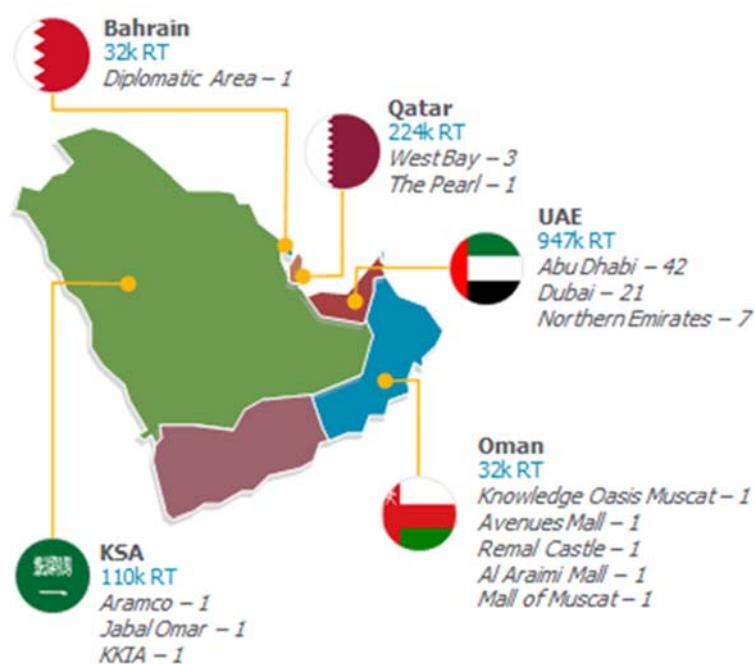 Bahrain
32k RT
Diplomatic Area – 1
Qatar
224k RT
West Bay – 3
The Pearl – 1
UAE
947k RT
Abu Dhabi – 42
Dubai – 21
Northern Emirates – 7
Oman
32k RT
Knowledge Oasis Muscat – 1
Avenues Mall – 1
Remal Castle – 1
Al Araimi Mall – 1
Mall of Muscat – 1
KSA
110k RT
Aramco – 1
Jabal Omar – 1
KKIA – 1